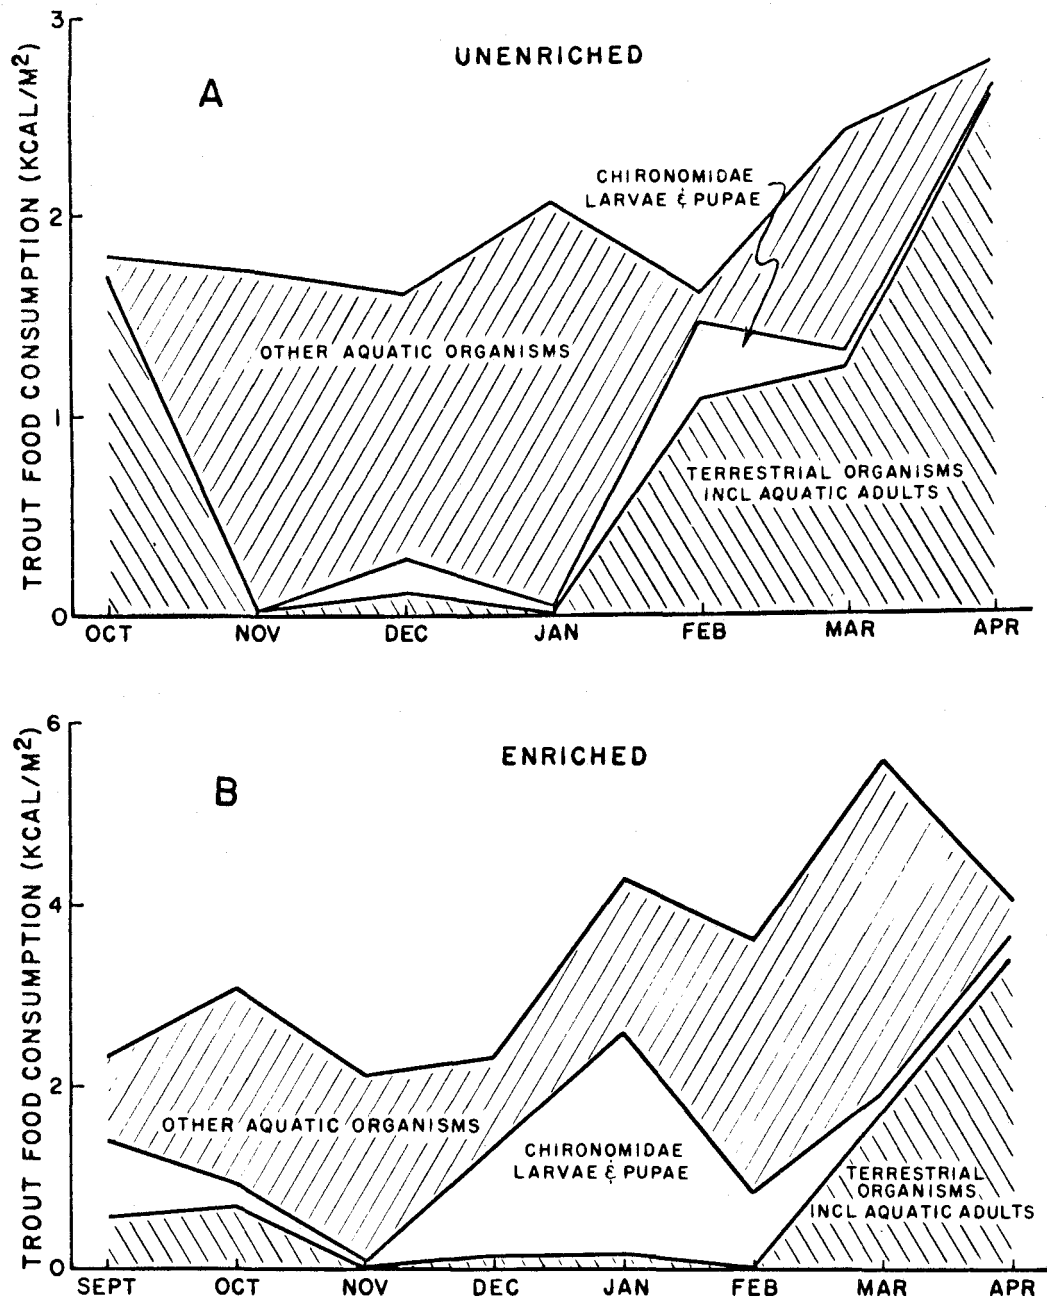 UNENRICHED
A
TROUT FOOD CONSUMPTION (KCAL/M²)
3
2
1
0
CHIRONOMIDAE
LARVAE & PUPAE
OTHER AQUATIC ORGANISMS
TERRESTRIAL ORGANISMS
INCL AQUATIC ADULTS
OCT NOV DEC JAN FEB MAR APR
ENRICHED
B
TROUT FOOD CONSUMPTION (KCAL/M²)
6
4
2
0
OTHER AQUATIC ORGANISMS
CHIRONOMIDAE
LARVAE & PUPAE
TERRESTRIAL
ORGANISMS
INCL AQUATIC ADULTS
SEPT OCT NOV DEC JAN FEB MAR APR